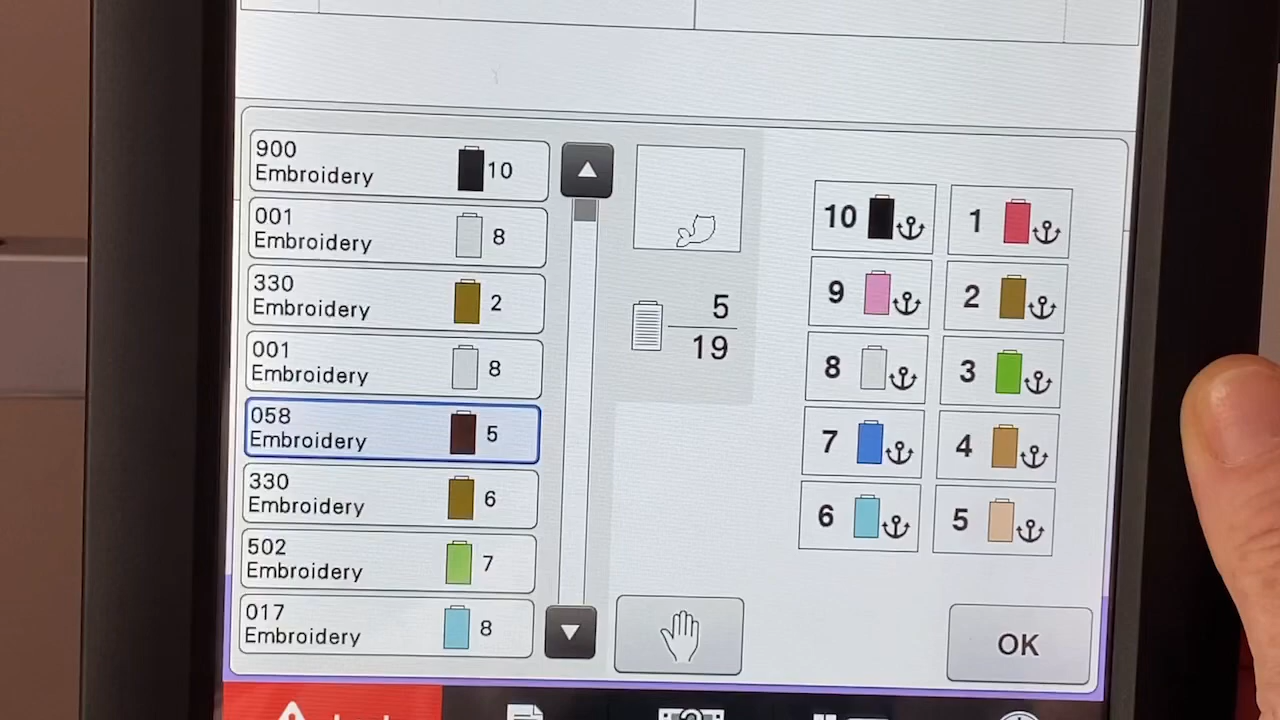 900
Embroidery 10
001
Embroidery 8
330
Embroidery 2
001
Embroidery 8
058
Embroidery 5
330
Embroidery 6
502
Embroidery 7
017
Embroidery 8
5
19
10 1
9 2
8 3
7 4
6 5
OK